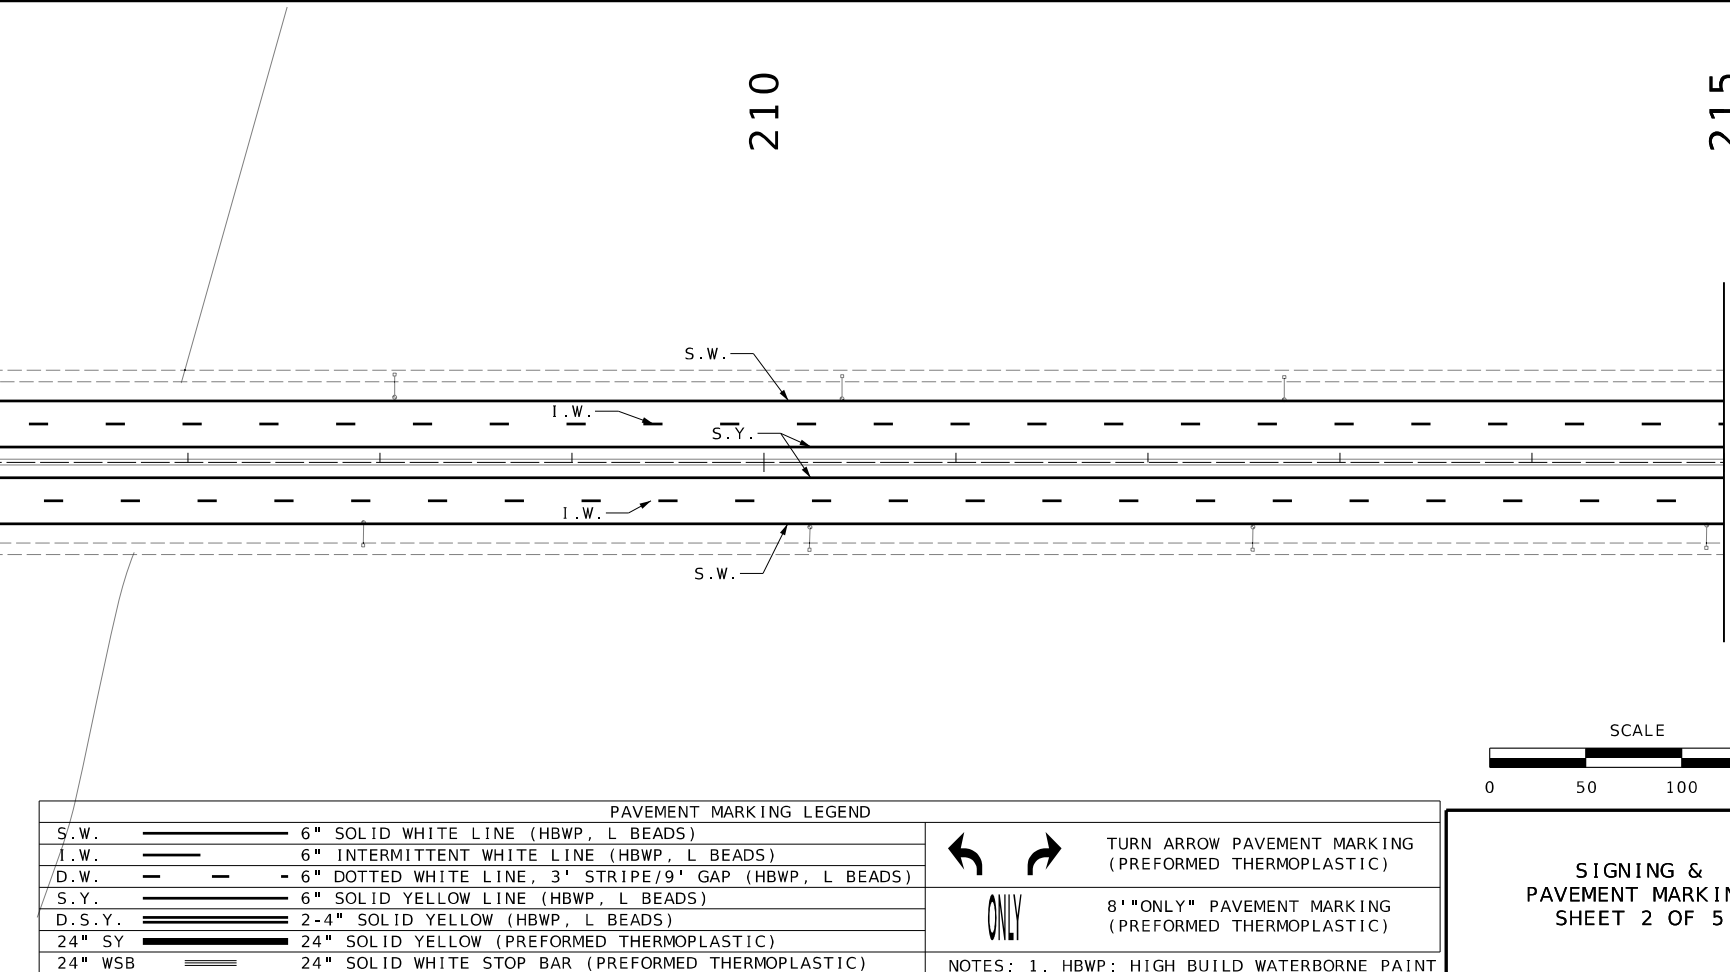 210
215
S.W.
I.W.
S.Y.
I.W.
S.W.
SCALE
0 50 100
PAVEMENT MARKING LEGEND
S.W. 6" SOLID WHITE LINE (HBWP, L BEADS)
I.W. 6" INTERMITTENT WHITE LINE (HBWP, L BEADS)
D.W. 6" DOTTED WHITE LINE, 3' STRIPE/9' GAP (HBWP, L BEADS)
S.Y. 6" SOLID YELLOW LINE (HBWP, L BEADS)
D.S.Y. 2-4" SOLID YELLOW (HBWP, L BEADS)
24" SY 24" SOLID YELLOW (PREFORMED THERMOPLASTIC)
24" WSB 24" SOLID WHITE STOP BAR (PREFORMED THERMOPLASTIC)
TURN ARROW PAVEMENT MARKING
(PREFORMED THERMOPLASTIC)
ONLY
8'"ONLY" PAVEMENT MARKING
(PREFORMED THERMOPLASTIC)
NOTES: 1. HBWP: HIGH BUILD WATERBORNE PAINT
SIGNING &
PAVEMENT MARKIN
SHEET 2 OF 5